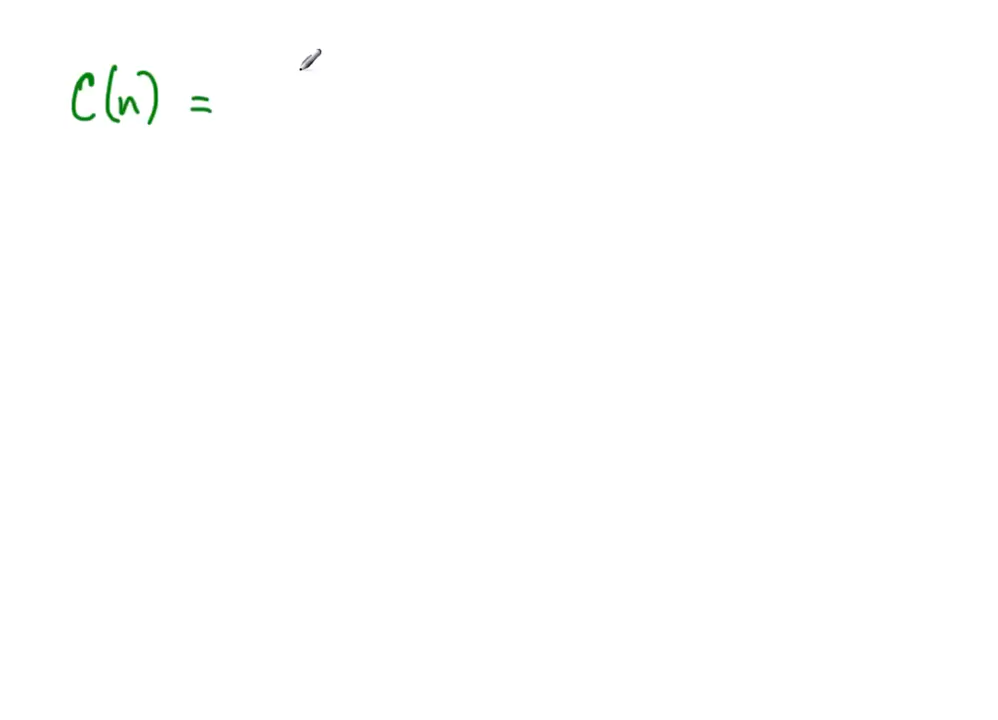 C(n) =